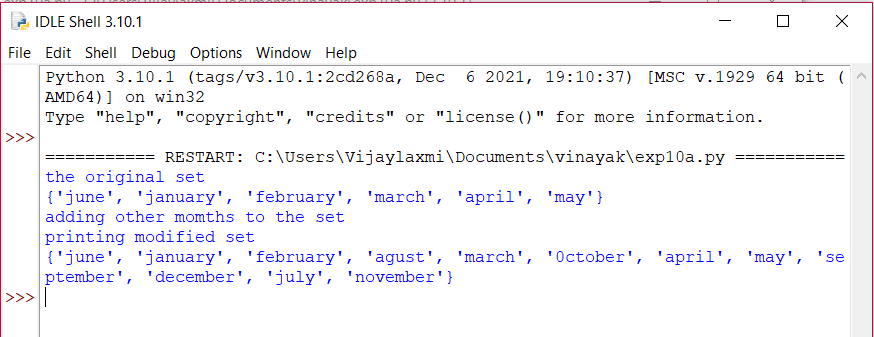 IDLE Shell 3.10.1
File Edit Shell Debug Options Window Help
Python 3.10.1 (tags/v3.10.1:2cd268a, Dec  6 2021, 19:10:37) [MSC v.1929 64 bit (
AMD64)] on win32
Type "help", "copyright", "credits" or "license()" for more information.
>>>
=========== RESTART: C:\Users\Vijaylaxmi\Documents\vinayak\exp10a.py ===========
the original set
{'june', 'january', 'february', 'march', 'april', 'may'}
adding other momths to the set
printing modified set
{'june', 'january', 'february', 'agust', 'march', '0ctober', 'april', 'may', 'se
ptember', 'december', 'july', 'november'}
>>>